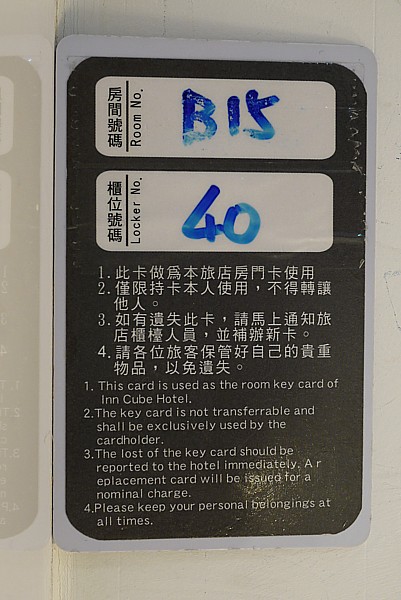 房間號碼
Room No.
B15
櫃位號碼
Locker No.
40
1. 此卡做爲本旅店房門卡使用
2. 僅限持卡本人使用，不得轉讓
他人。
3. 如有遺失此卡，請馬上通知旅
店櫃檯人員，並補辦新卡。
4. 請各位旅客保管好自己的貴重
物品，以免遺失。
1. This card is used as the room key card of
Inn Cube Hotel.
2.The key card is not transferrable and
shall be exclusively used by the
cardholder.
3.The lost of the key card should be
reported to the hotel immediately. A r
eplacement card will be issued for a
nominal charge.
4.Please keep your personal belongings at
all times.